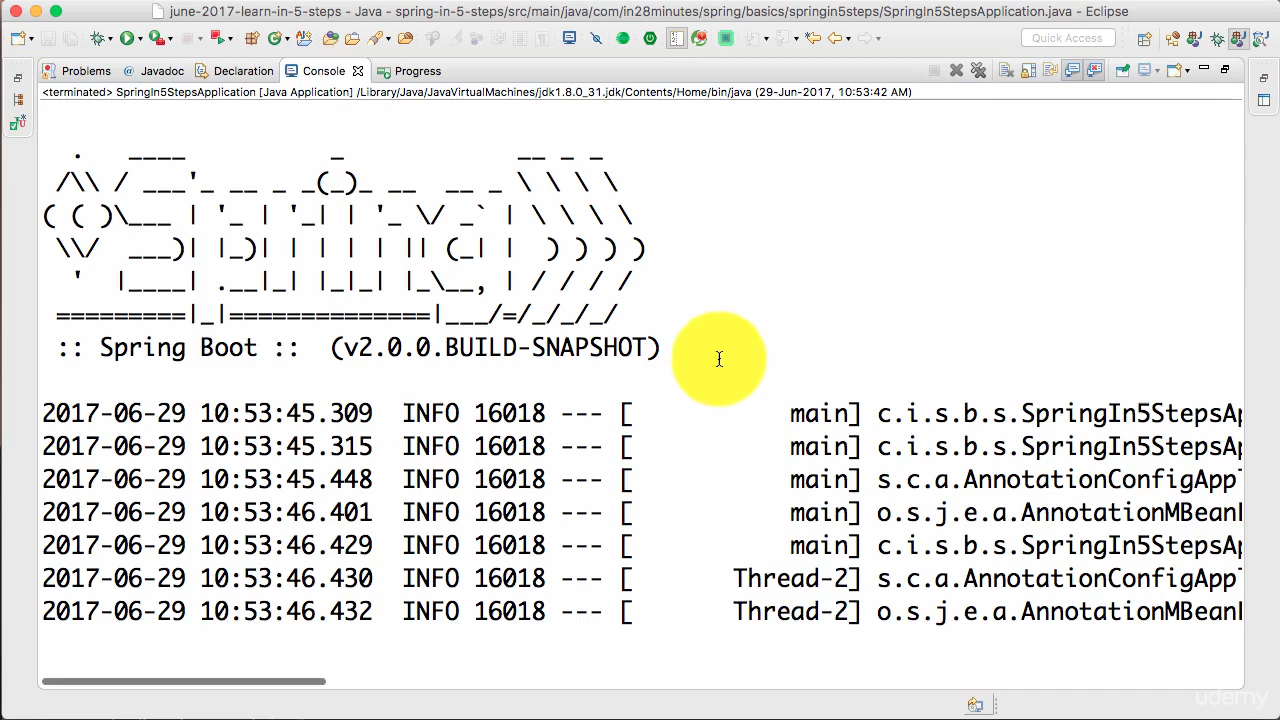 june-2017-learn-in-5-steps - Java - spring-in-5-steps/src/main/java/com/in28minutes/spring/basics/springin5steps/SpringIn5StepsApplication.java - Eclipse
Quick Access
Problems @ Javadoc Declaration Console Progress
<terminated> SpringIn5StepsApplication [Java Application] /Library/Java/JavaVirtualMachines/jdk1.8.0_31.jdk/Contents/Home/bin/java (29-Jun-2017, 10:53:42 AM)
  .   ____          _            __ _ _
 /\\ / ___'_ __ _ _(_)_ __  __ _ \ \ \ \
( ( )\___ | '_ | '_| | '_ \/ _` | \ \ \ \
 \\/  ___)| |_)| | | | | || (_| |  ) ) ) )
  '  |____| .__|_| |_|_| |_\__, | / / / /
 =========|_|==============|___/=/_/_/_/
 :: Spring Boot ::  (v2.0.0.BUILD-SNAPSHOT)
2017-06-29 10:53:45.309  INFO 16018 --- [           main] c.i.s.b.s.SpringIn5StepsAp
2017-06-29 10:53:45.315  INFO 16018 --- [           main] c.i.s.b.s.SpringIn5StepsAp
2017-06-29 10:53:45.448  INFO 16018 --- [           main] s.c.a.AnnotationConfigAppl
2017-06-29 10:53:46.401  INFO 16018 --- [           main] o.s.j.e.a.AnnotationMBeanE
2017-06-29 10:53:46.429  INFO 16018 --- [           main] c.i.s.b.s.SpringIn5StepsAp
2017-06-29 10:53:46.430  INFO 16018 --- [       Thread-2] s.c.a.AnnotationConfigAppl
2017-06-29 10:53:46.432  INFO 16018 --- [       Thread-2] o.s.j.e.a.AnnotationMBeanE
udemy